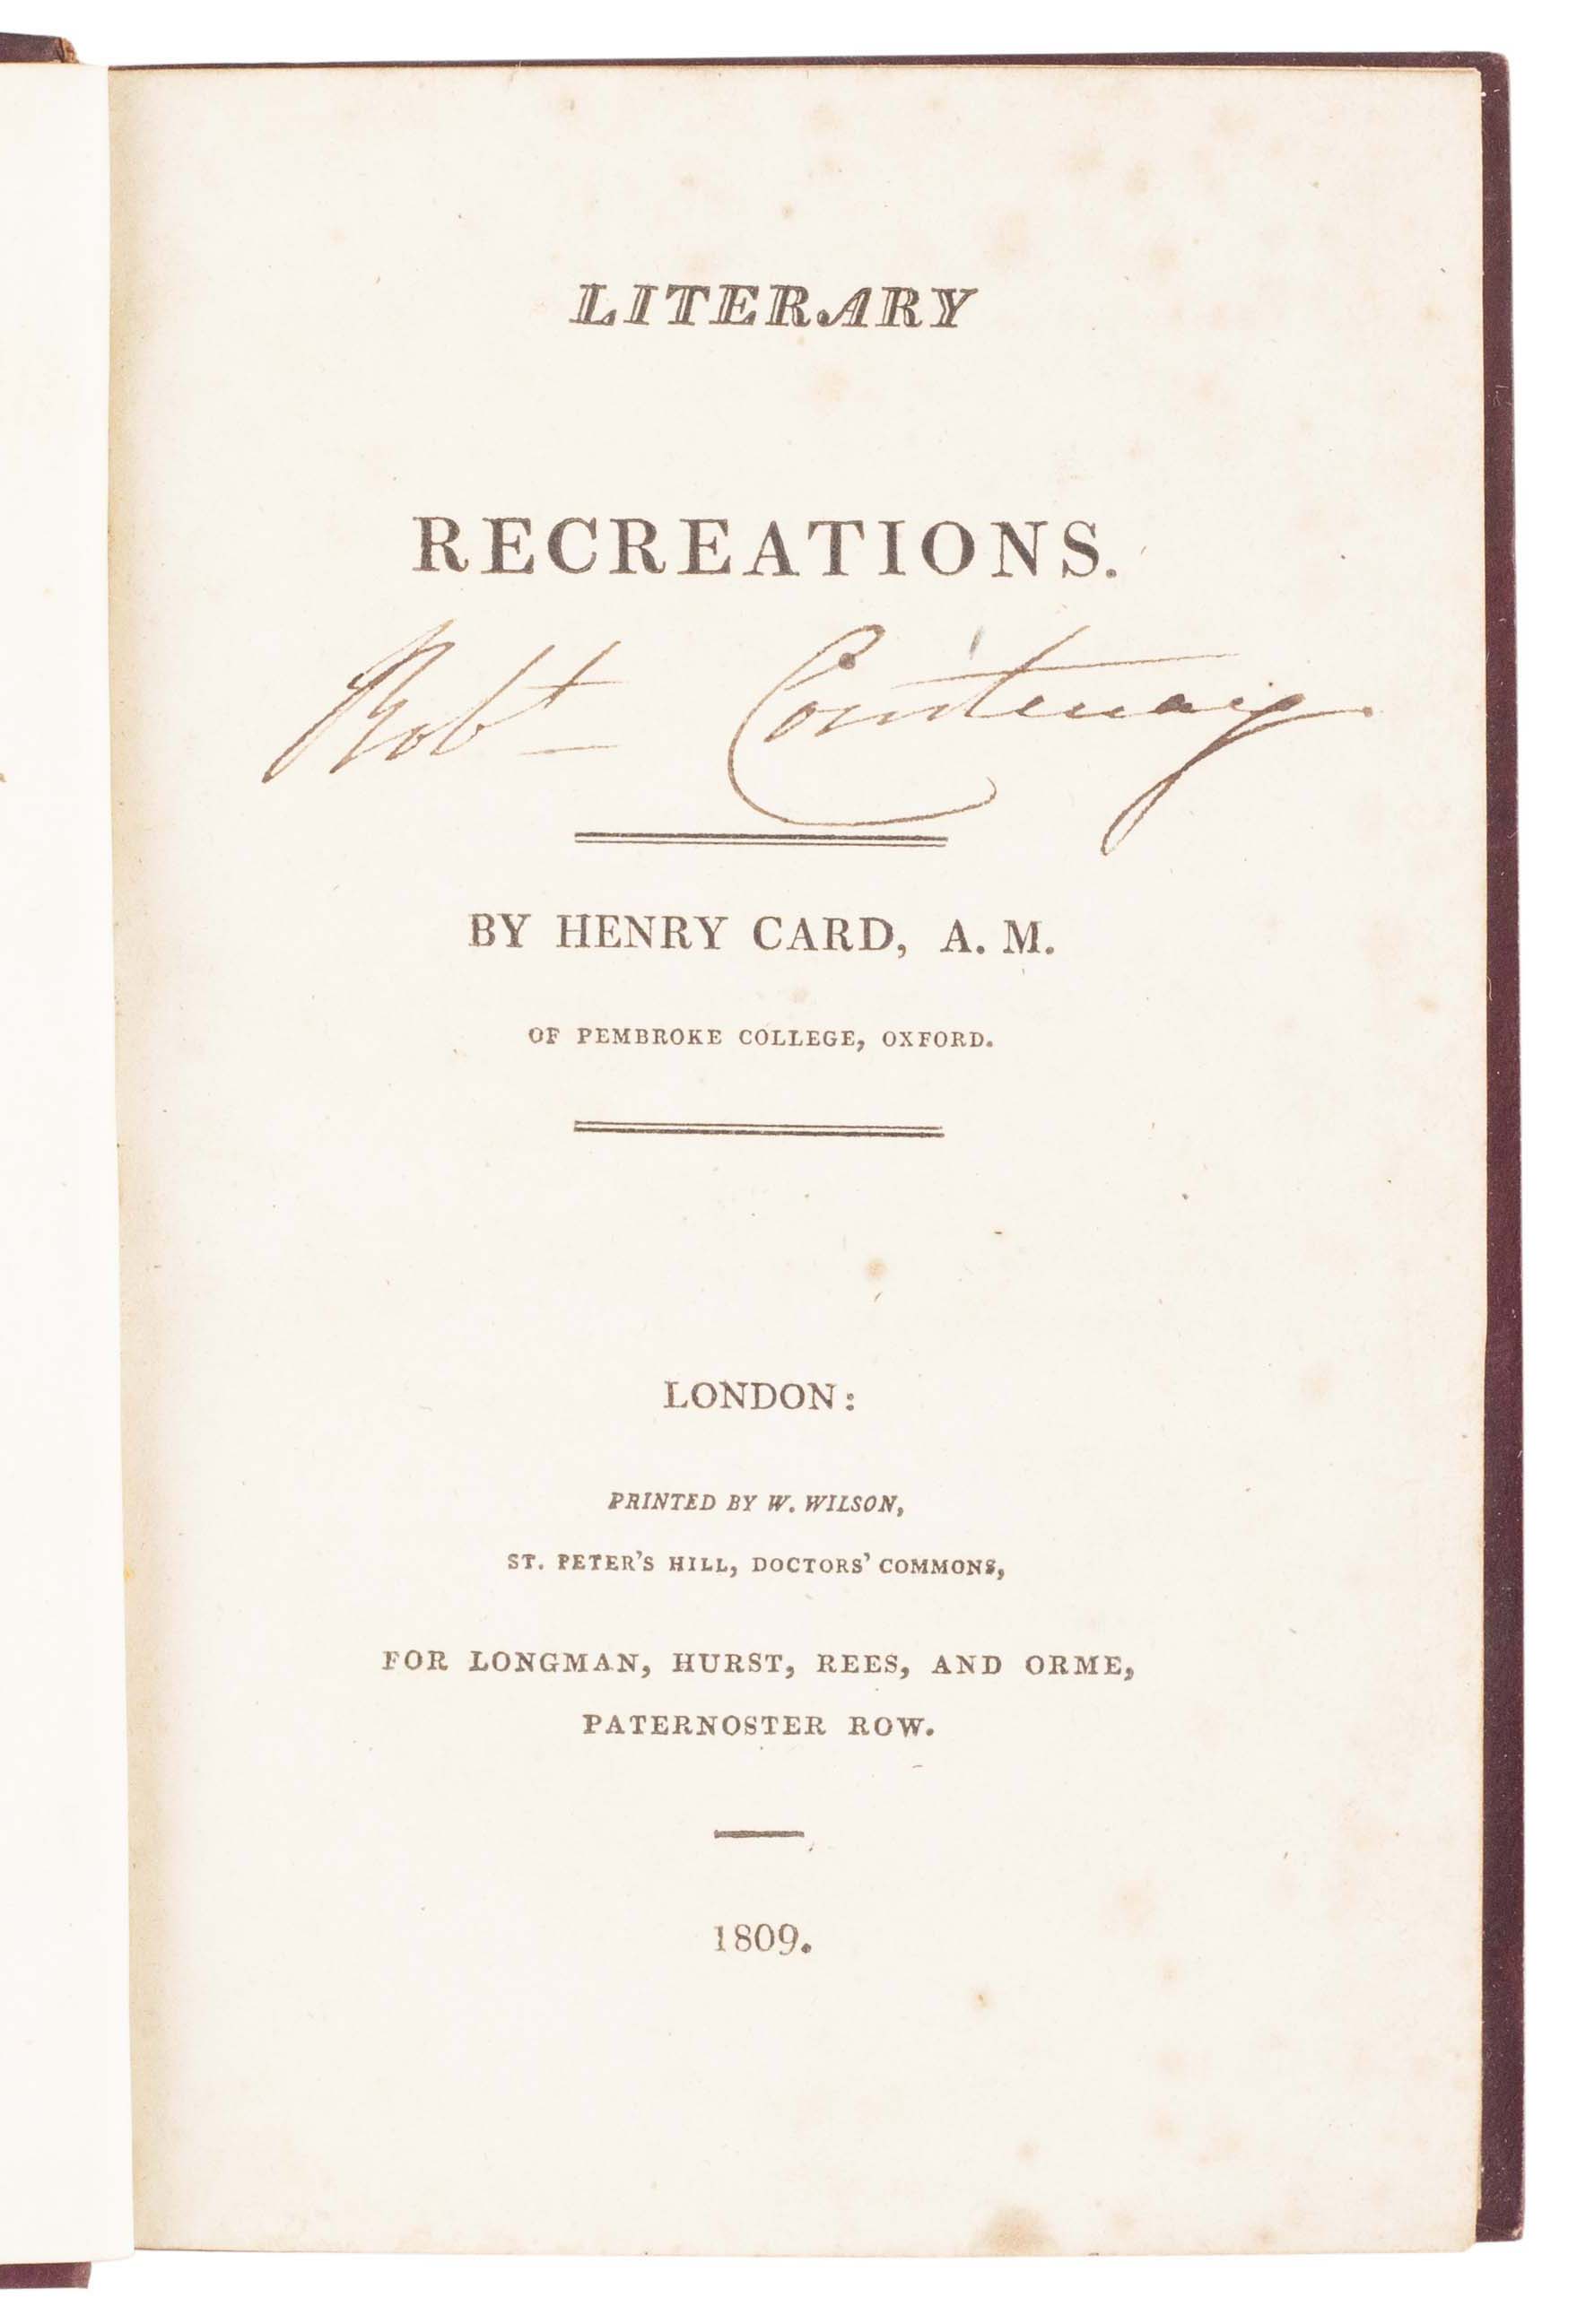 LITERARY
RECREATIONS.
Robt Courtenay.
BY HENRY CARD, A. M.
OF PEMBROKE COLLEGE, OXFORD.
LONDON:
PRINTED BY W. WILSON,
ST. PETER'S HILL, DOCTORS' COMMONS,
FOR LONGMAN, HURST, REES, AND ORME,
PATERNOSTER ROW.
1809.